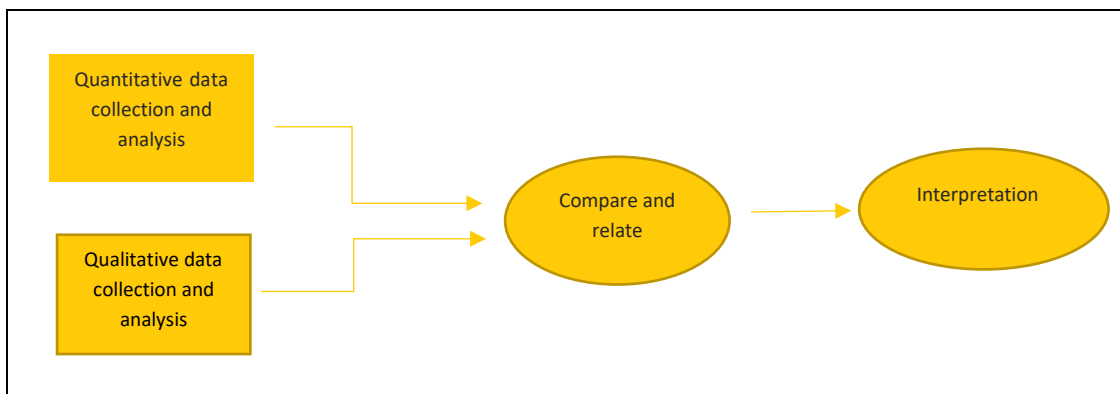 Quantitative data
collection and
analysis
Qualitative data
collection and
analysis
Compare and
relate
Interpretation